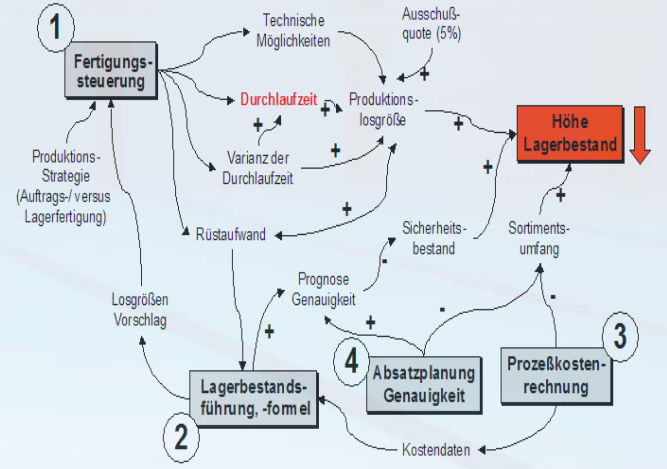 1
Fertigungs-
steuerung
Technische
Möglichkeiten
Ausschuß-
quote (5%)
Durchlaufzeit
+
+
+
Produktions-
losgröße
+
Höhe
Lagerbestand
+
Varianz der
Durchlaufzeit
+
+
Produktions-
Strategie
(Auftrags-/ versus
Lagerfertigung)
+
+
Rüstaufwand
Sicherheits-
bestand
Sortiments-
umfang
-
Prognose
Genauigkeit
Losgrößen
Vorschlag
-
-
+
+
4
3
Absatzplanung
Genauigkeit
Prozeßkosten-
rechnung
Lagerbestands-
führung, -formel
2
Kostendaten